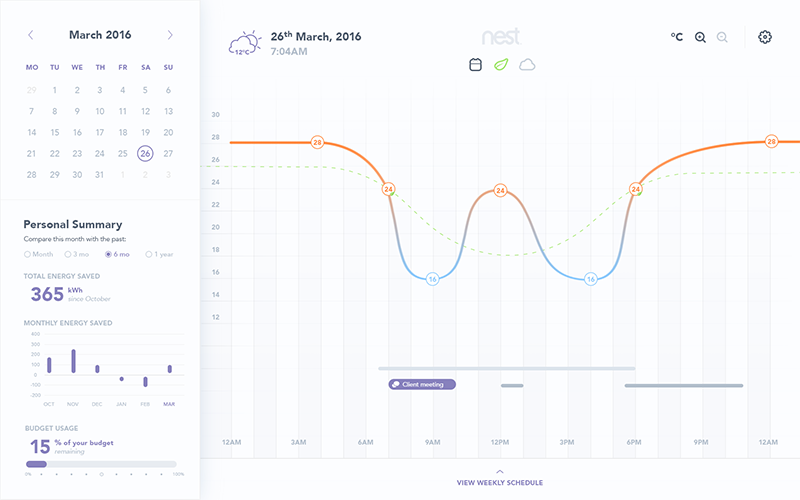 March 2016
MO TU WE TH FR SA SU
29 1 2 3 4 5 6
7 8 9 10 11 12 13
14 15 16 17 18 19 20
21 22 23 24 25 26 27
28 29 30 31 1 2 3
Personal Summary
Compare this month with the past:
Month 3 mo 6 mo 1 year
TOTAL ENERGY SAVED
365 kWh
since October
MONTHLY ENERGY SAVED
400
300
200
100
0
-100
-200
OCT NOV DEC JAN FEB MAR
BUDGET USAGE
15 % of your budget
remaining
0% 100%
12°C
26th March, 2016
7:04AM
nest
°C
30
28
26
24
22
20
18
16
14
12
28 24 16 24 16 24 28
Client meeting
12AM 3AM 6AM 9AM 12PM 3PM 6PM 9PM 12AM
VIEW WEEKLY SCHEDULE